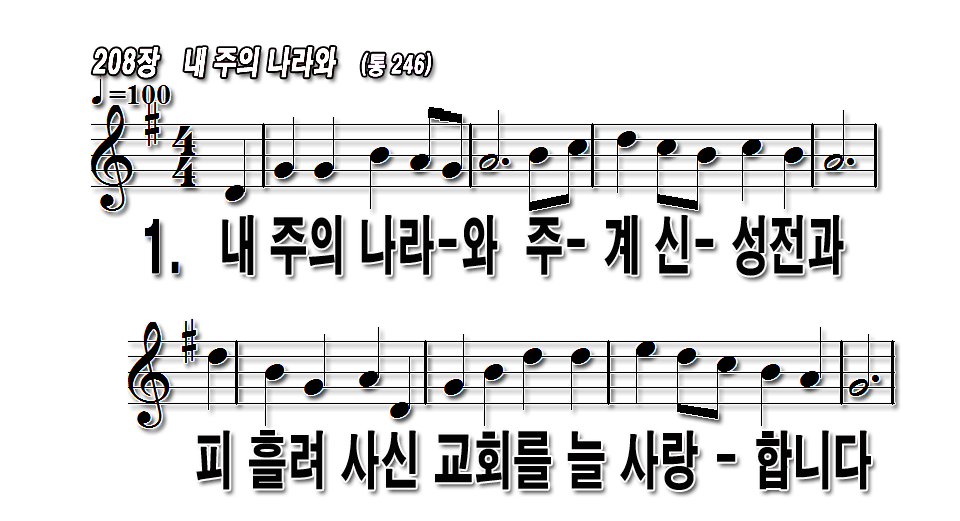 208장 내 주의 나라와 (통 246)
♩=100
4
4
1. 내 주의 나라-와 주- 계 신- 성전과
피 흘려 사신 교회를 늘 사랑 - 합니다